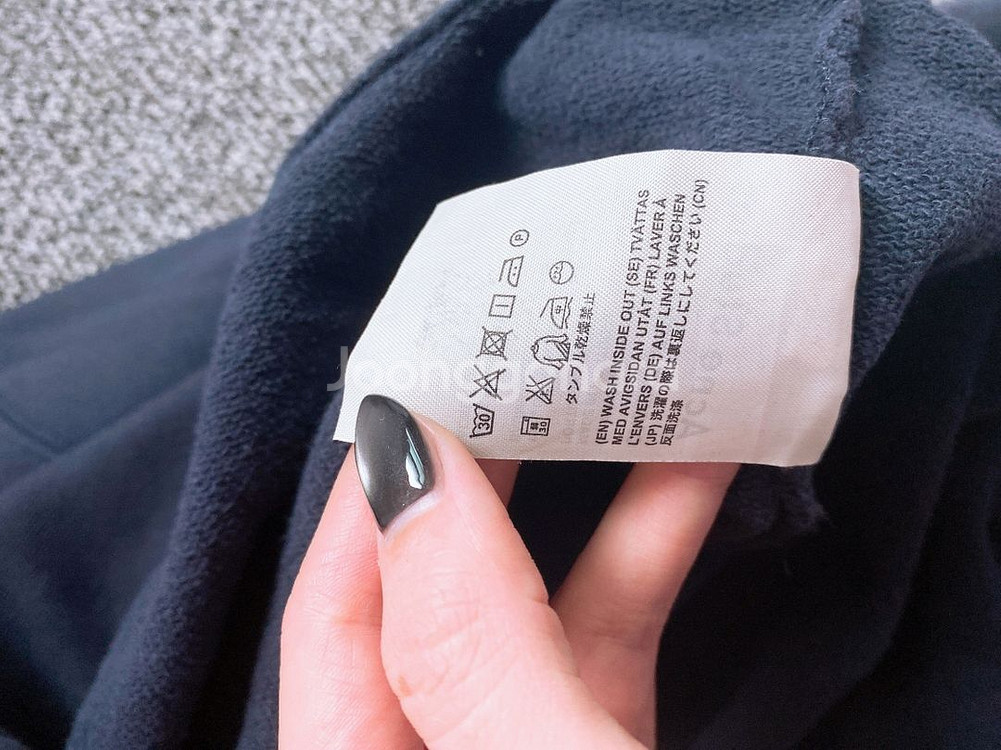 30
P
30
タンブル乾燥禁止
(EN) WASH INSIDE OUT (SE) TVÄTTAS
MED AVIGSIDAN UTÅT (FR) LAVER À
L'ENVERS (DE) AUF LINKS WASCHEN
(JP) 洗濯の際は裏返しにしてください (CN)
反面洗涤